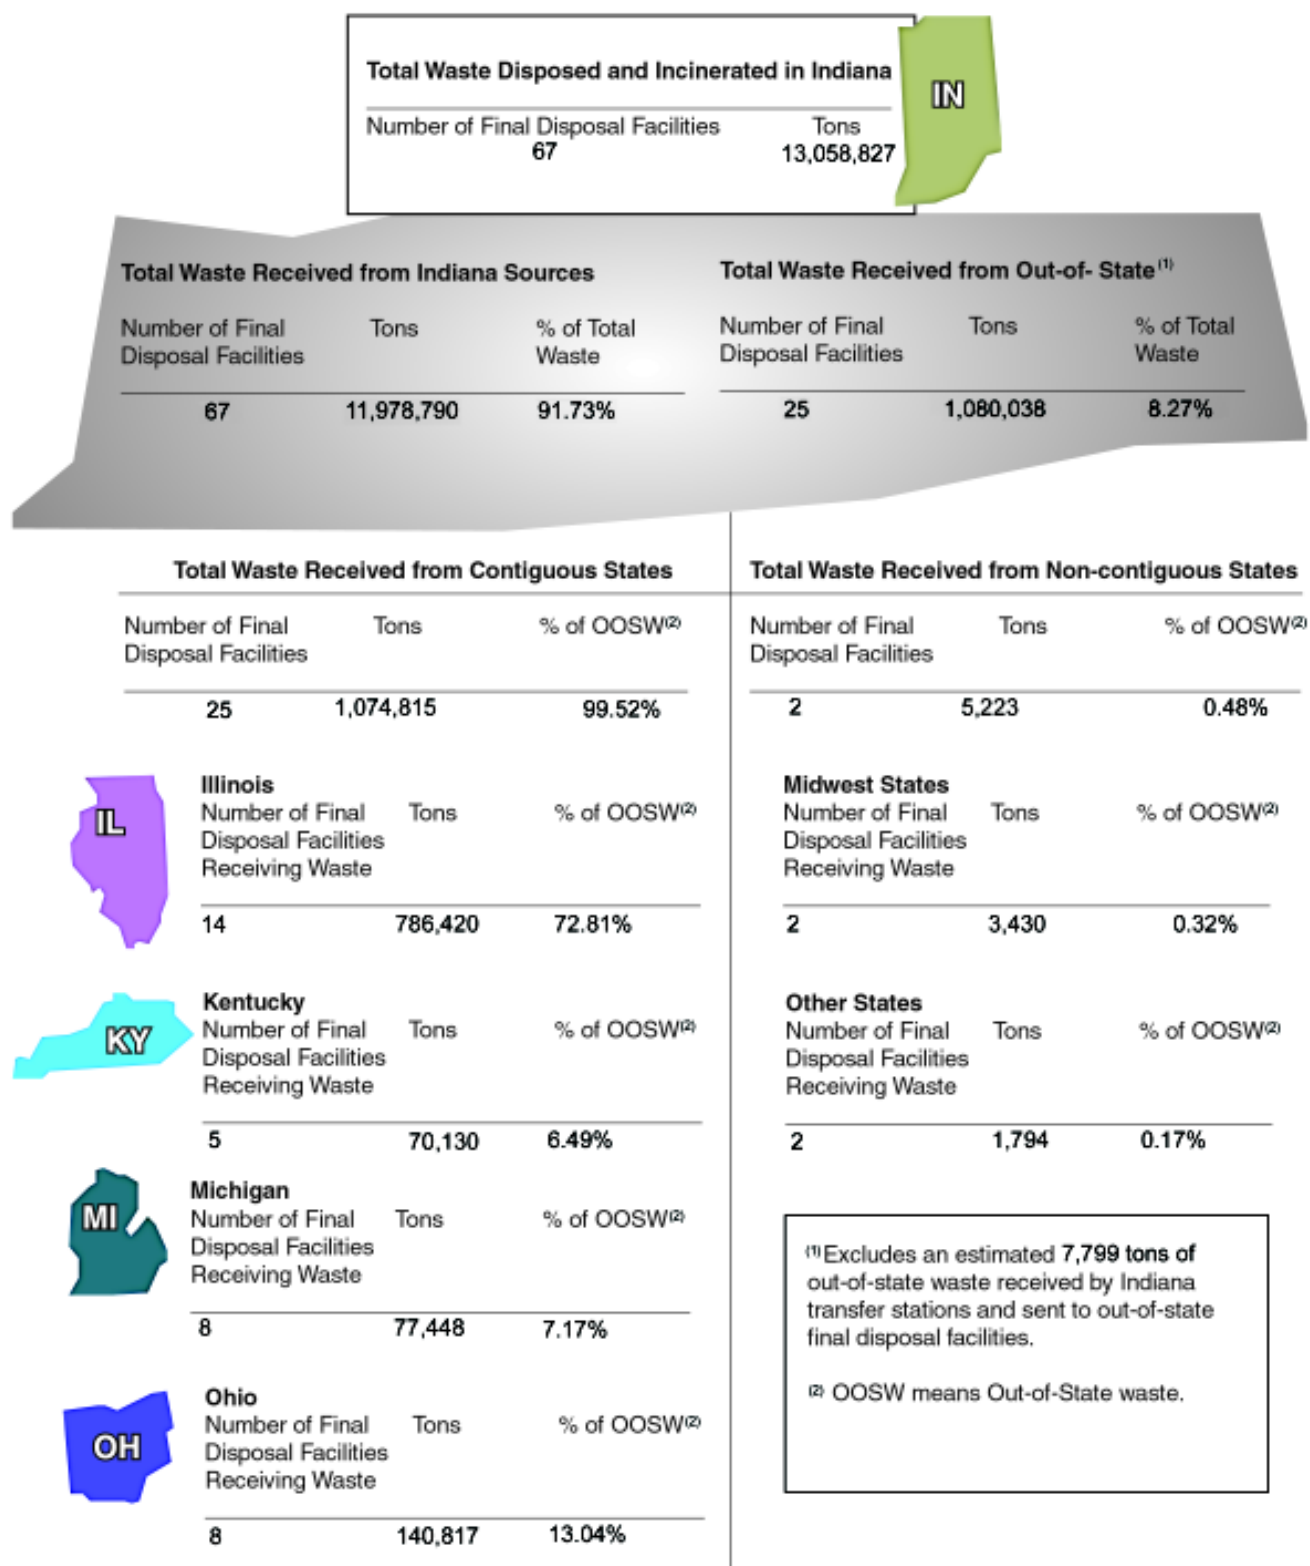 Total Waste Disposed and Incinerated in Indiana
Number of Final Disposal Facilities Tons
67 13,058,827
IN
Total Waste Received from Indiana Sources
Number of Final Tons % of Total
Disposal Facilities Waste
67 11,978,790 91.73%
Total Waste Received from Out-of- State(1)
Number of Final Tons % of Total
Disposal Facilities Waste
25 1,080,038 8.27%
Total Waste Received from Contiguous States
Number of Final Tons % of OOSW(2)
Disposal Facilities
25 1,074,815 99.52%
IL
Illinois
Number of Final Tons % of OOSW(2)
Disposal Facilities
Receiving Waste
14 786,420 72.81%
KY
Kentucky
Number of Final Tons % of OOSW(2)
Disposal Facilities
Receiving Waste
5 70,130 6.49%
MI
Michigan
Number of Final Tons % of OOSW(2)
Disposal Facilities
Receiving Waste
8 77,448 7.17%
OH
Ohio
Number of Final Tons % of OOSW(2)
Disposal Facilities
Receiving Waste
8 140,817 13.04%
Total Waste Received from Non-contiguous States
Number of Final Tons % of OOSW(2)
Disposal Facilities
2 5,223 0.48%
Midwest States
Number of Final Tons % of OOSW(2)
Disposal Facilities
Receiving Waste
2 3,430 0.32%
Other States
Number of Final Tons % of OOSW(2)
Disposal Facilities
Receiving Waste
2 1,794 0.17%
(1) Excludes an estimated 7,799 tons of
out-of-state waste received by Indiana
transfer stations and sent to out-of-state
final disposal facilities.
(2) OOSW means Out-of-State waste.